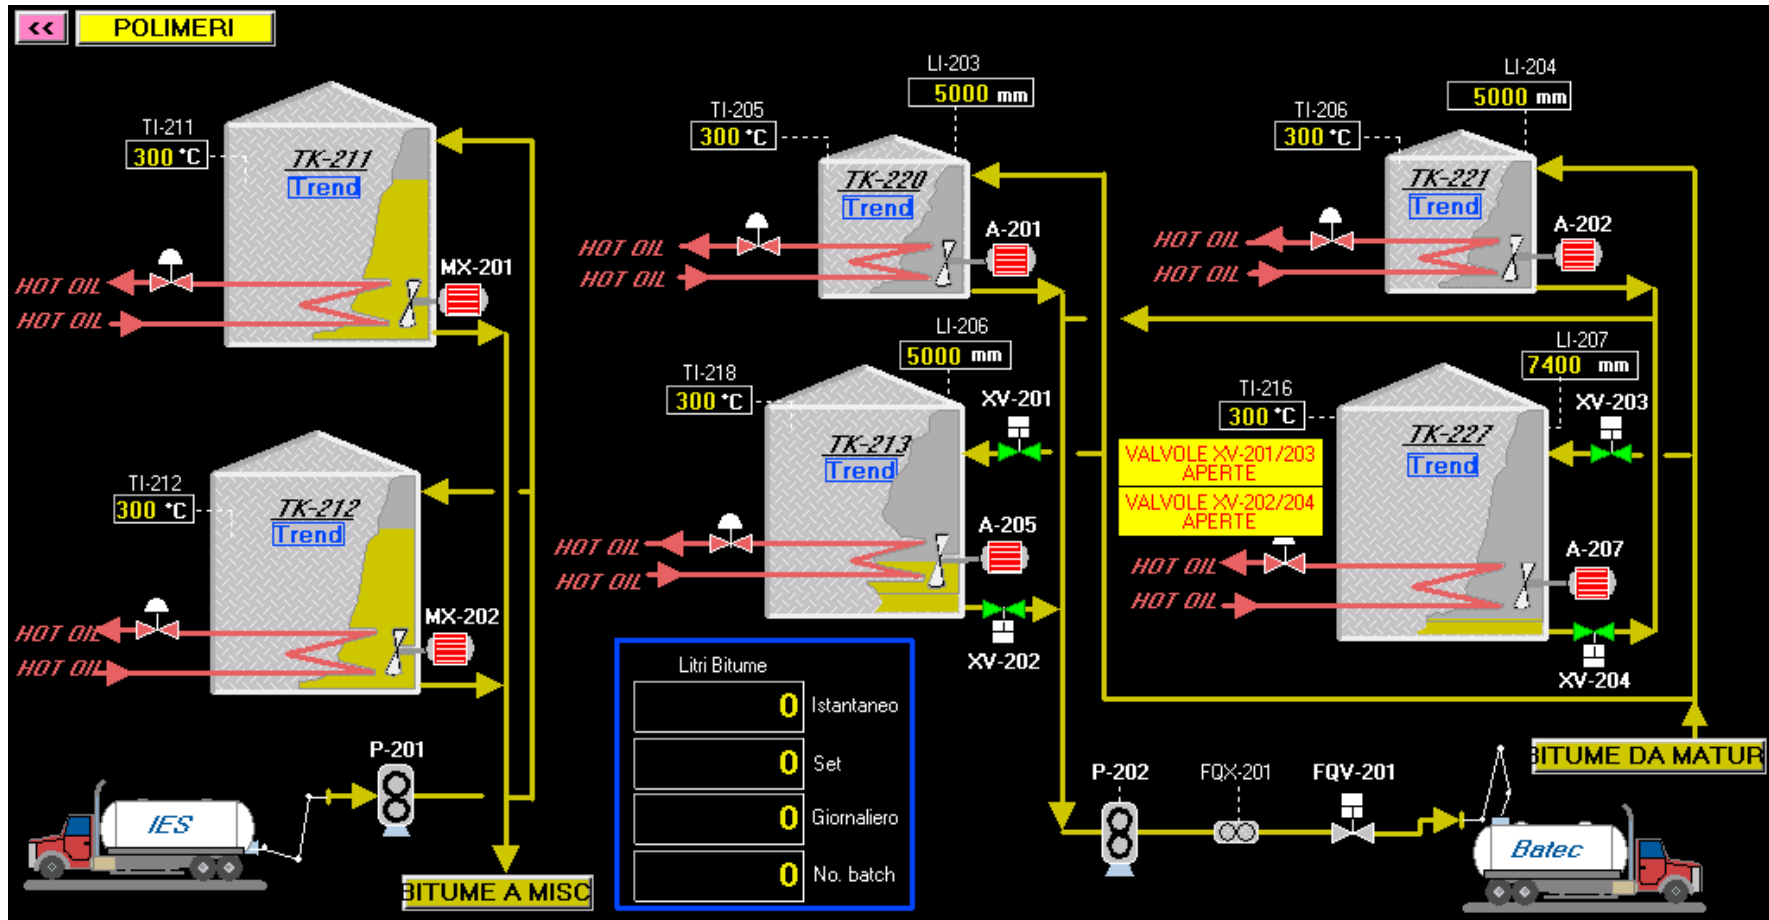 <<
POLIMERI
TI-211
300 °C
TK-211
Trend
HOT OIL
HOT OIL
MX-201
TI-212
300 °C
TK-212
Trend
HOT OIL
HOT OIL
MX-202
P-201
IES
BITUME A MISC
LI-203
5000 mm
TI-205
300 °C
TK-220
Trend
HOT OIL
HOT OIL
A-201
LI-204
5000 mm
TI-206
300 °C
TK-221
Trend
HOT OIL
HOT OIL
A-202
LI-206
5000 mm
TI-218
300 °C
TK-213
Trend
XV-201
HOT OIL
HOT OIL
A-205
XV-202
LI-207
7400 mm
TI-216
300 °C
TK-227
Trend
XV-203
VALVOLE XV-201/203
APERTE
VALVOLE XV-202/204
APERTE
HOT OIL
HOT OIL
A-207
XV-204
Litri Bitume
0 Istantaneo
0 Set
0 Giornaliero
0 No. batch
BITUME DA MATUR
P-202
FQX-201
FQV-201
Batec